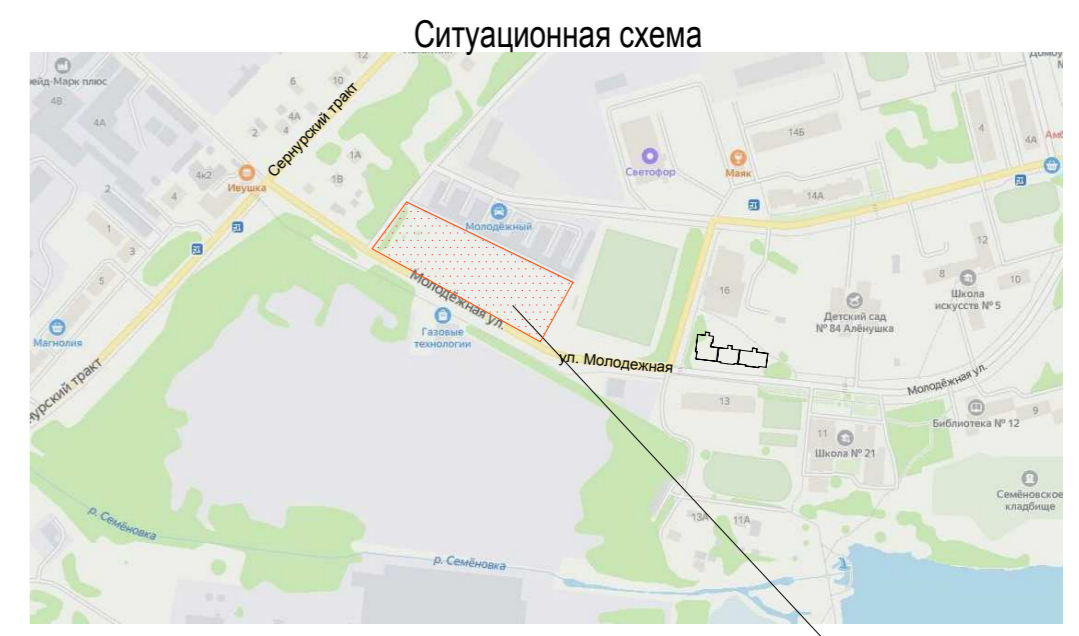 Ситуационная схема
Марк плюс
4В
4А
2
4к2
4
Ивушка
Сернурский тракт
6
10
12
4А
4
2
1А
1В
1
3
5
Магнолия
Молодёжный
Молодёжная ул.
Газовые
технологии
ул. Молодежная
Светофор
Маяк
14Б
14А
4
4А
16
Детский сад
№ 84 Алёнушка
12
8
10
Школа
искусств № 5
Молодёжная ул.
13
11
Школа № 21
9
Библиотека № 12
Семёновское
кладбище
13А
11А
р. Семёновка
р. Семёновка